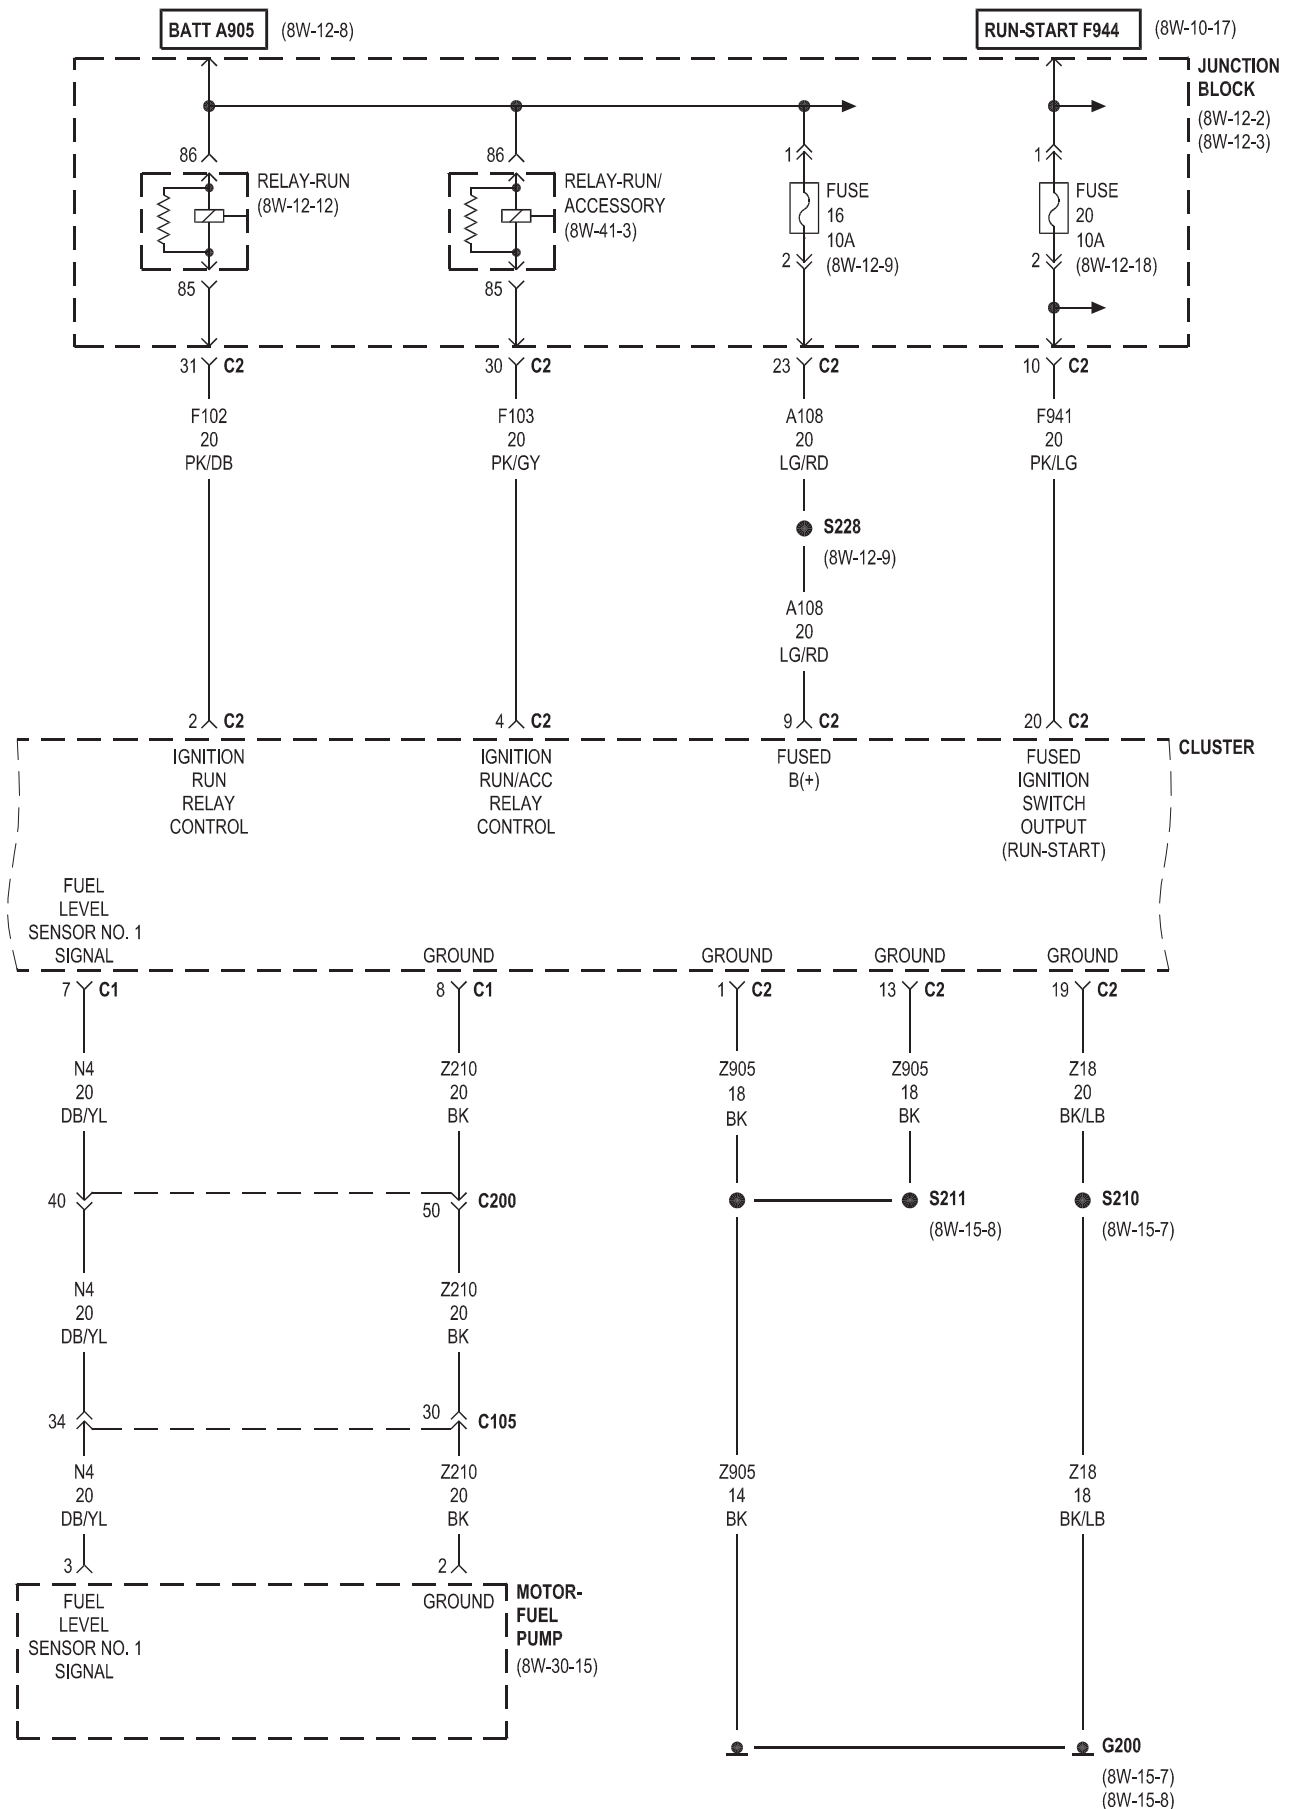 BATT A905 (8W-12-8)
RUN-START F944 (8W-10-17)
JUNCTION
BLOCK
(8W-12-2)
(8W-12-3)
86
RELAY-RUN
(8W-12-12)
85
86
RELAY-RUN/
ACCESSORY
(8W-41-3)
85
1
FUSE
16
10A
(8W-12-9)
2
1
FUSE
20
10A
(8W-12-18)
2
31 C2
30 C2
23 C2
10 C2
F102
20
PK/DB
F103
20
PK/GY
A108
20
LG/RD
F941
20
PK/LG
S228
(8W-12-9)
A108
20
LG/RD
2 C2
4 C2
9 C2
20 C2
CLUSTER
IGNITION
RUN
RELAY
CONTROL
IGNITION
RUN/ACC
RELAY
CONTROL
FUSED
B(+)
FUSED
IGNITION
SWITCH
OUTPUT
(RUN-START)
FUEL
LEVEL
SENSOR NO. 1
SIGNAL
GROUND
GROUND
GROUND
GROUND
7 C1
8 C1
1 C2
13 C2
19 C2
N4
20
DB/YL
Z210
20
BK
Z905
18
BK
Z905
18
BK
Z18
20
BK/LB
40
50
C200
S211
(8W-15-8)
S210
(8W-15-7)
N4
20
DB/YL
Z210
20
BK
34
30
C105
N4
20
DB/YL
Z210
20
BK
Z905
14
BK
Z18
18
BK/LB
3
2
FUEL
LEVEL
SENSOR NO. 1
SIGNAL
GROUND
MOTOR-
FUEL
PUMP
(8W-30-15)
G200
(8W-15-7)
(8W-15-8)